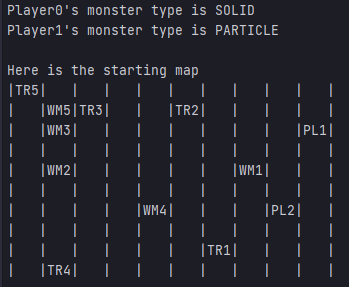 Player0's monster type is SOLID
Player1's monster type is PARTICLE
Here is the starting map
|TR5|   |   |   |   |   |   |   |   |   |
|   |WM5|TR3|   |   |TR2|   |   |   |   |
|   |WM3|   |   |   |   |   |   |   |PL1|
|   |   |   |   |   |   |   |   |   |   |
|   |WM2|   |   |   |   |   |WM1|   |   |
|   |   |   |   |   |   |   |   |   |   |
|   |   |   |   |WM4|   |   |   |PL2|   |
|   |   |   |   |   |   |   |   |   |   |
|   |   |   |   |   |   |TR1|   |   |   |
|   |TR4|   |   |   |   |   |   |   |   |